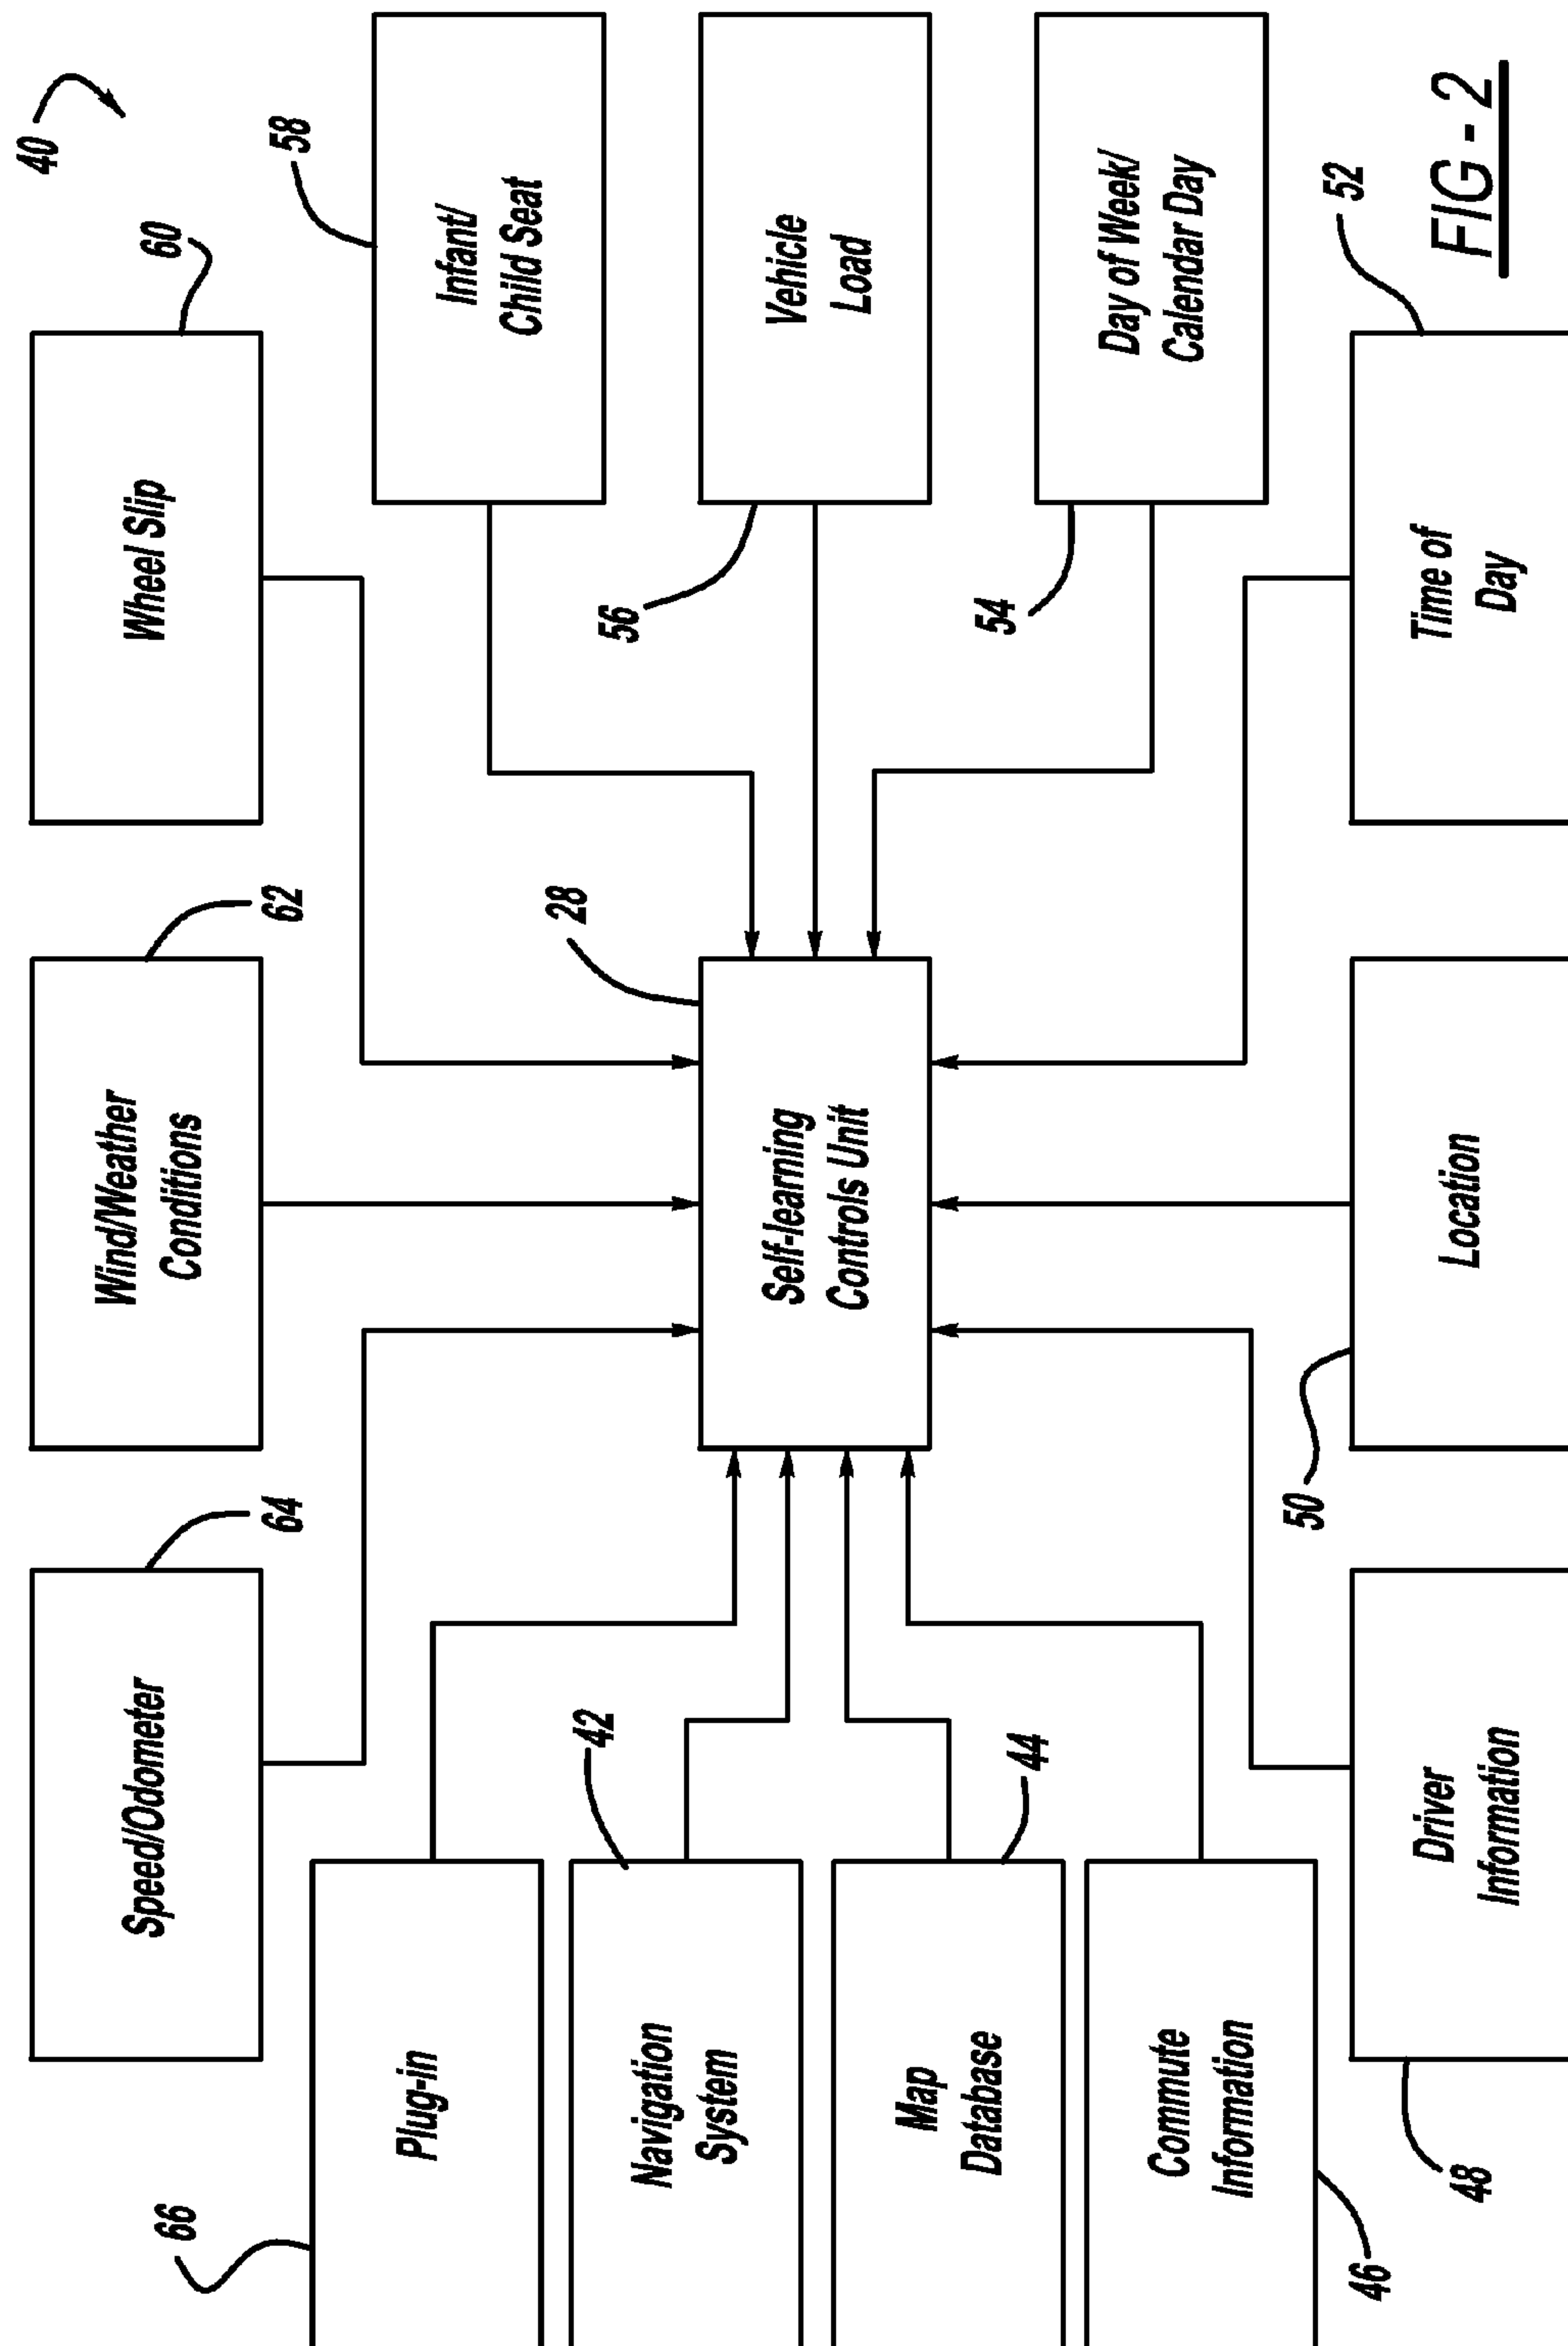 40
64
Speed/Odometer
62
Wind/Weather
Conditions
60
Wheel Slip
66
Plug-in
58
Infant/
Child Seat
42
Navigation
System
28
Self-learning
Controls Unit
56
Vehicle
Load
44
Map
Database
54
Day of Week/
Calendar Day
46
Commute
Information
48
Driver
Information
50
Location
52
Time of
Day
FIG - 2